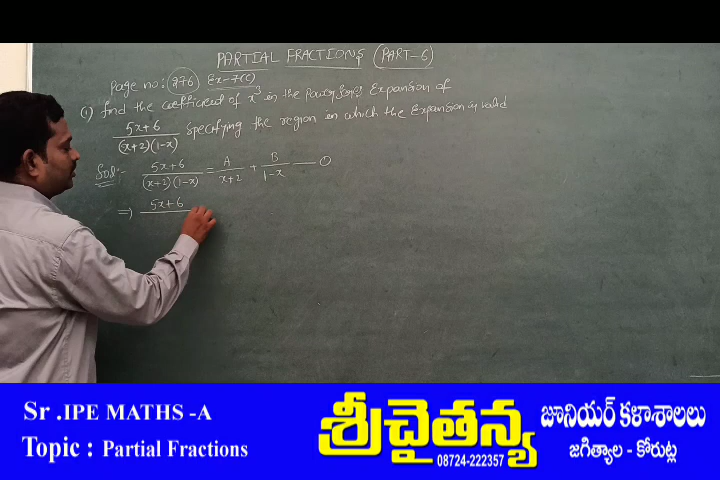 PARTIAL FRACTIONS (PART-6)
Page no: 276 Ex-7(c)
(1) find the coefficient of x³ in the power series Expansion of
5x+6/(x+2)(1-x) specifying the region in which the Expansion is valid
Sol:- 5x+6/(x+2)(1-x) = A/x+2 + B/1-x — ①
⇒ 5x+6
Sr .IPE MATHS -A
Topic : Partial Fractions
శ్రీచైతన్య
08724-222357
జూనియర్ కళాశాలలు
జగిత్యాల - కోరుట్ల